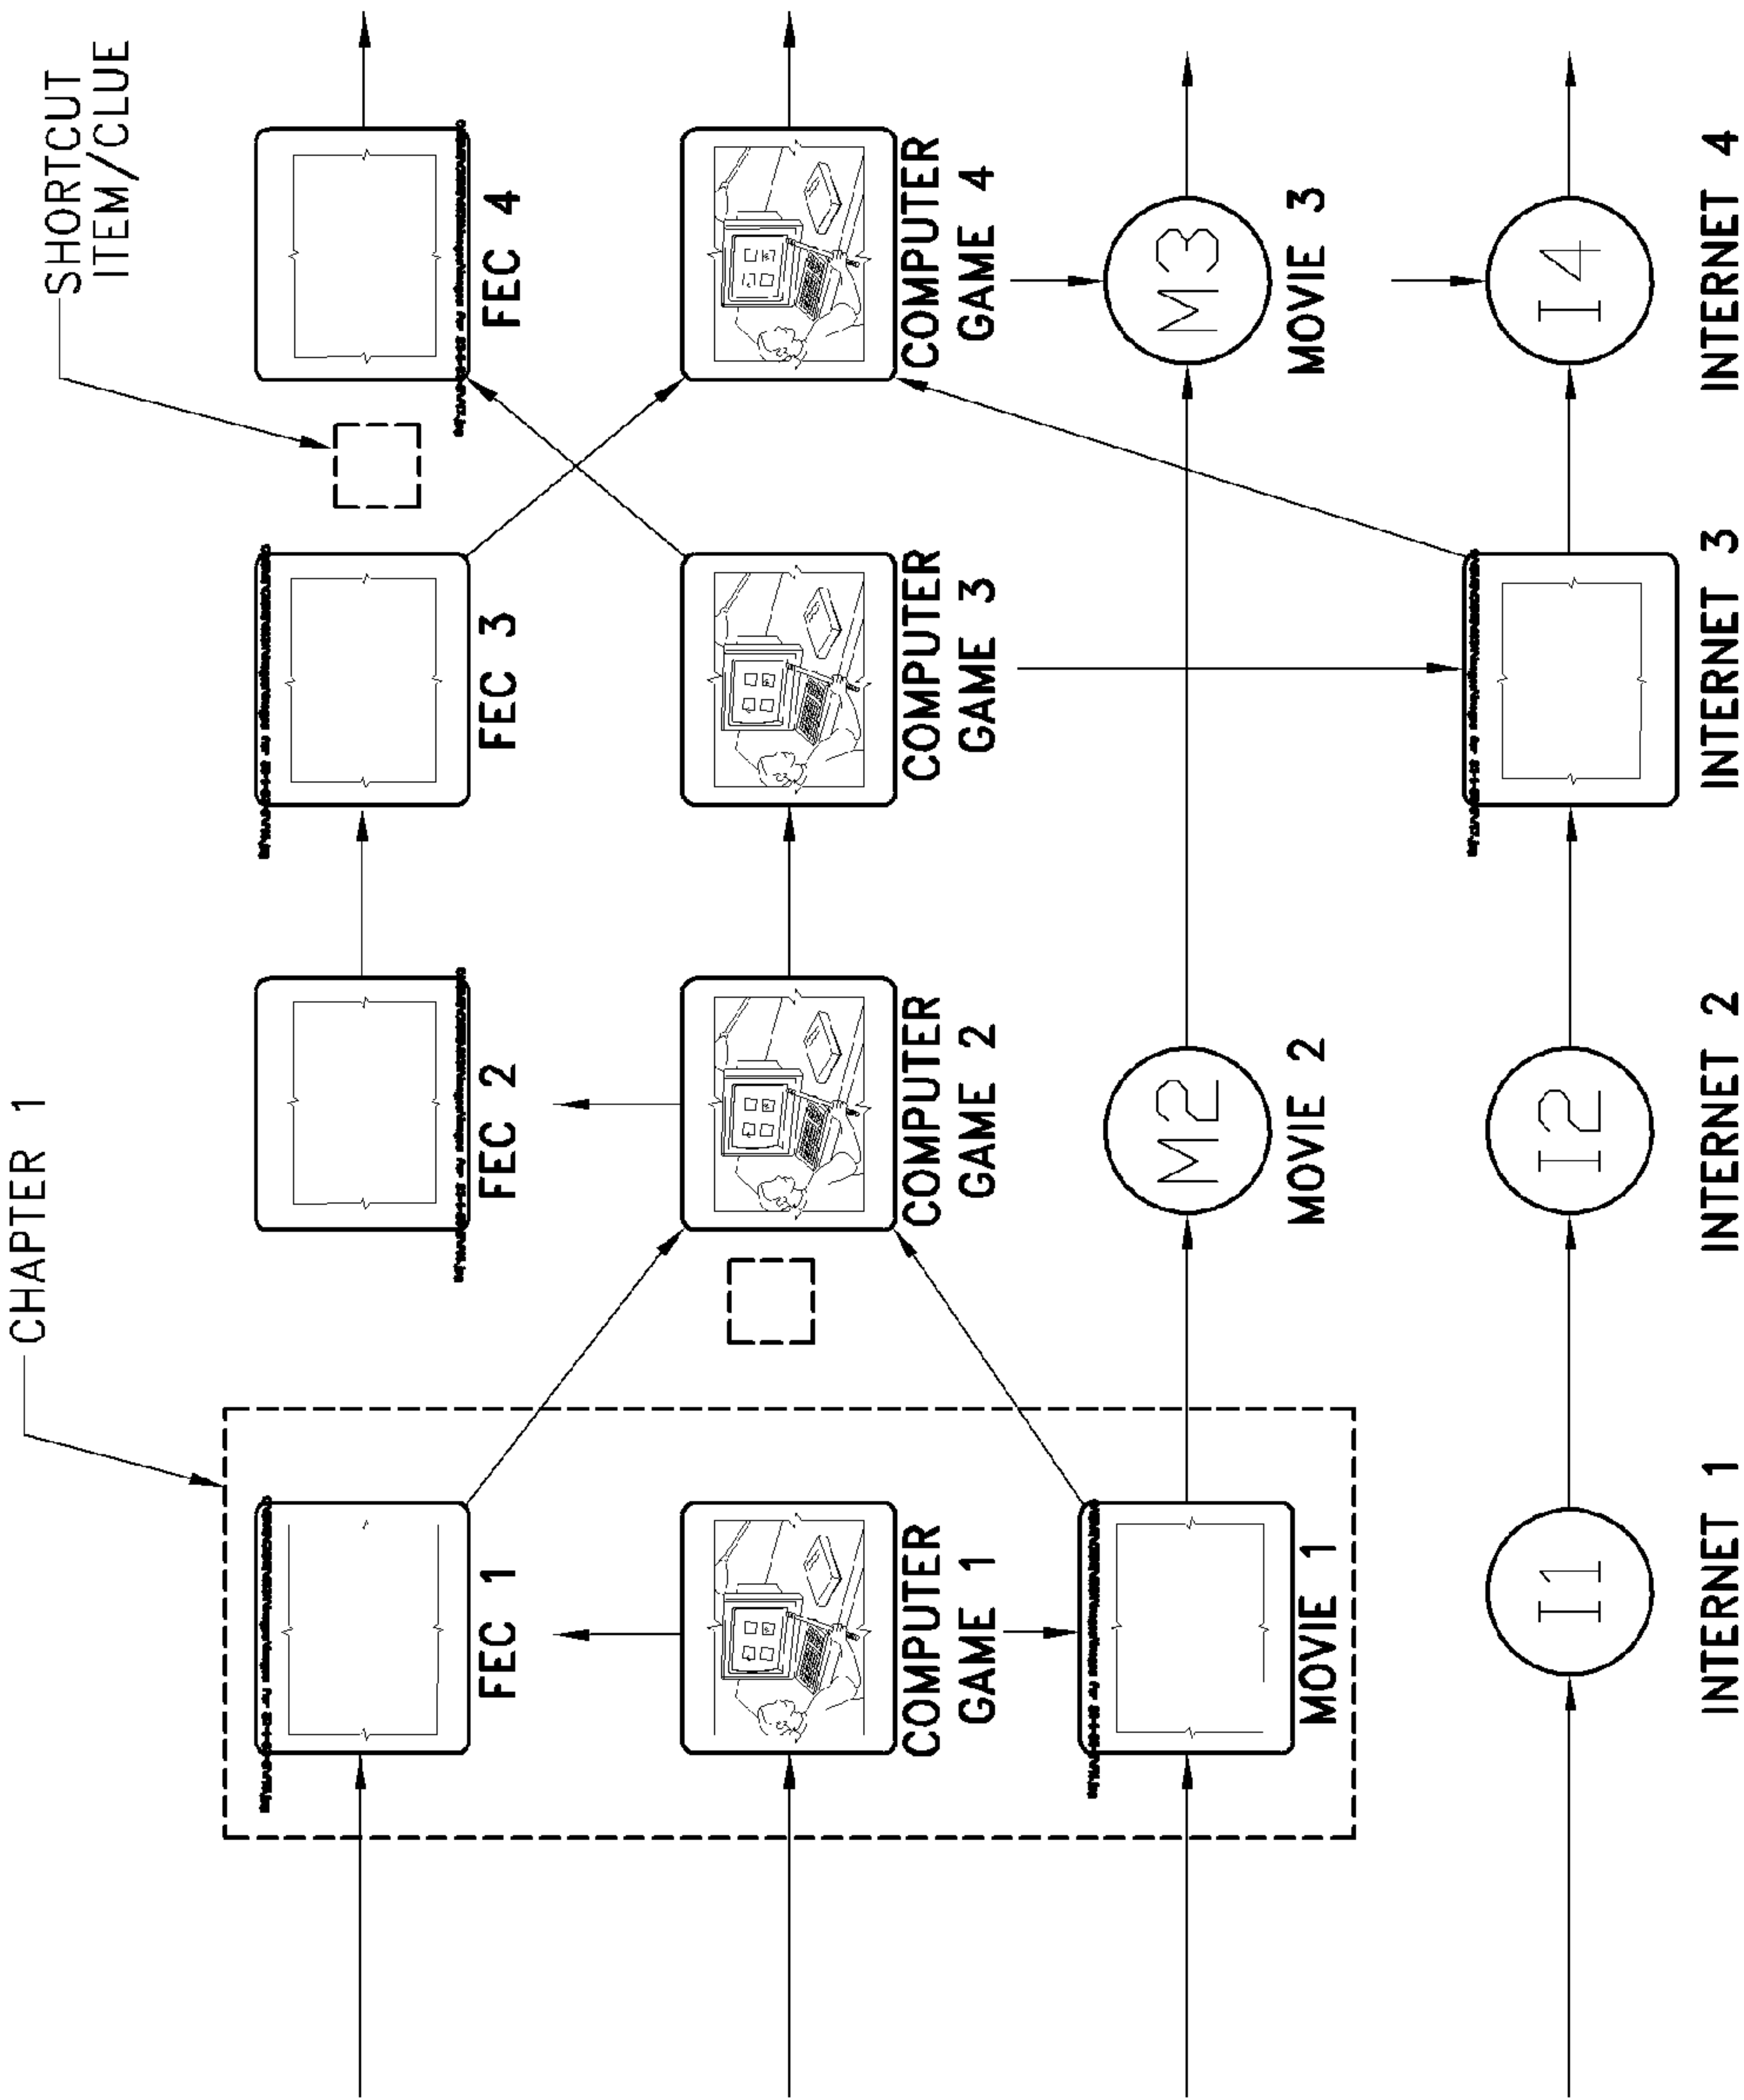 CHAPTER 1
SHORTCUT
ITEM/CLUE
FEC 1
FEC 2
FEC 3
FEC 4
COMPUTER
GAME 1
COMPUTER
GAME 2
COMPUTER
GAME 3
COMPUTER
GAME 4
M2
M3
MOVIE 1
MOVIE 2
MOVIE 3
I1
I2
I4
INTERNET 1
INTERNET 2
INTERNET 3
INTERNET 4